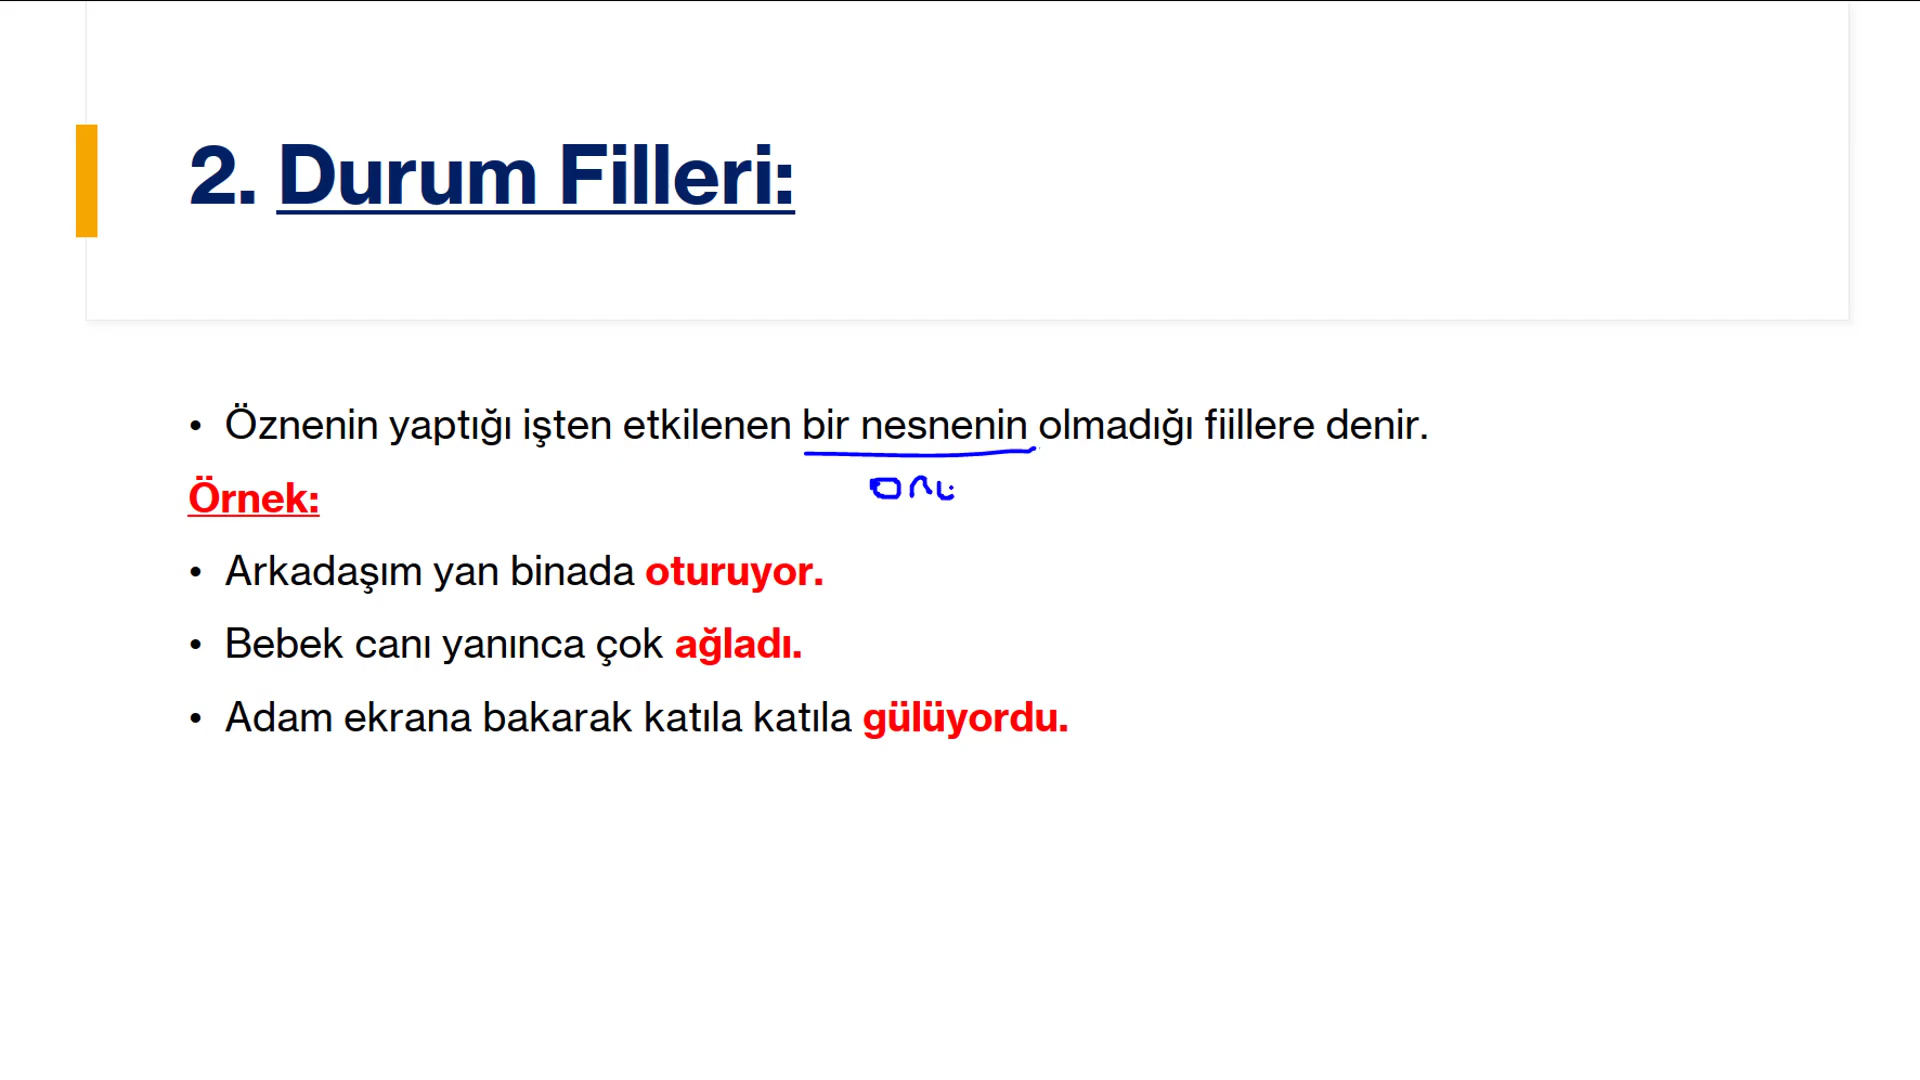 2. Durum Filleri:
• Öznenin yaptığı işten etkilenen bir nesnenin olmadığı fiillere denir.
onu
Örnek:
• Arkadaşım yan binada oturuyor.
• Bebek canı yanınca çok ağladı.
• Adam ekrana bakarak katıla katıla gülüyordu.